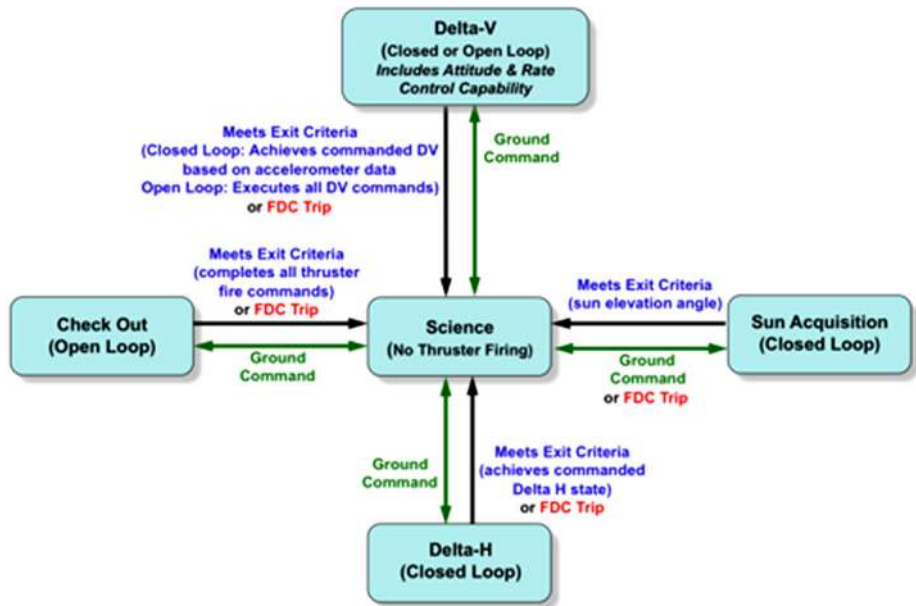 Delta-V
(Closed or Open Loop)
Includes Attitude & Rate
Control Capability
Meets Exit Criteria
(Closed Loop: Achieves commanded DV
based on accelerometer data
Open Loop: Executes all DV commands)
or FDC Trip
Ground
Command
Meets Exit Criteria
(completes all thruster
fire commands)
or FDC Trip
Meets Exit Criteria
(sun elevation angle)
Check Out
(Open Loop)
Science
(No Thruster Firing)
Sun Acquisition
(Closed Loop)
Ground
Command
Ground
Command
or FDC Trip
Ground
Command
Meets Exit Criteria
(achieves commanded
Delta H state)
or FDC Trip
Delta-H
(Closed Loop)